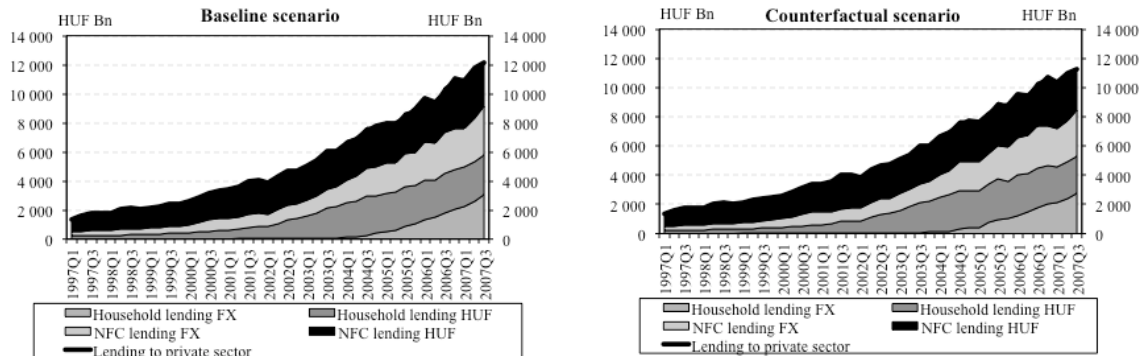 HUF Bn Baseline scenario HUF Bn
14 000 14 000
12 000 12 000
10 000 10 000
8 000 8 000
6 000 6 000
4 000 4 000
2 000 2 000
0 0
1997Q1 1997Q3 1998Q1 1998Q3 1999Q1 1999Q3 2000Q1 2000Q3 2001Q1 2001Q3 2002Q1 2002Q3 2003Q1 2003Q3 2004Q1 2004Q3 2005Q1 2005Q3 2006Q1 2006Q3 2007Q1 2007Q3
Household lending FX Household lending HUF
NFC lending FX NFC lending HUF
Lending to private sector
HUF Bn Counterfactual scenario HUF Bn
14 000 14 000
12 000 12 000
10 000 10 000
8 000 8 000
6 000 6 000
4 000 4 000
2 000 2 000
0 0
1997Q1 1997Q3 1998Q1 1998Q3 1999Q1 1999Q3 2000Q1 2000Q3 2001Q1 2001Q3 2002Q1 2002Q3 2003Q1 2003Q3 2004Q1 2004Q3 2005Q1 2005Q3 2006Q1 2006Q3 2007Q1 2007Q3
Household lending FX Household lending HUF
NFC lending FX NFC lending HUF
Lending to private sector